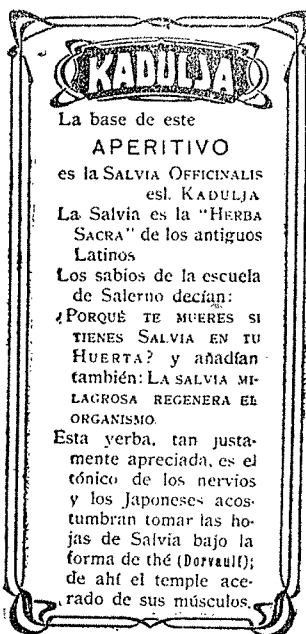 KADULJA
La base de este
APERITIVO
es la SALVIA OFFICINALIS
esl. KADULJA
La Salvia es la "HERBA
SACRA" de los antiguos
Latinos
Los sabios de la escuela
de Salerno decían:
¿PORQUÉ TE MUERES SI
TIENES SALVIA EN TU
HUERTA? y añadían
también: LA SALVIA MI-
LAGROSA REGENERA EL
ORGANISMO.
Esta yerba, tan justa-
mente apreciada, es el
tónico de los nervios
y los Japoneses acos-
tumbran tomar las ho-
jas de Salvia bajo la
forma de thé (Dorvault);
de ahí el temple ace-
rado de sus músculos.